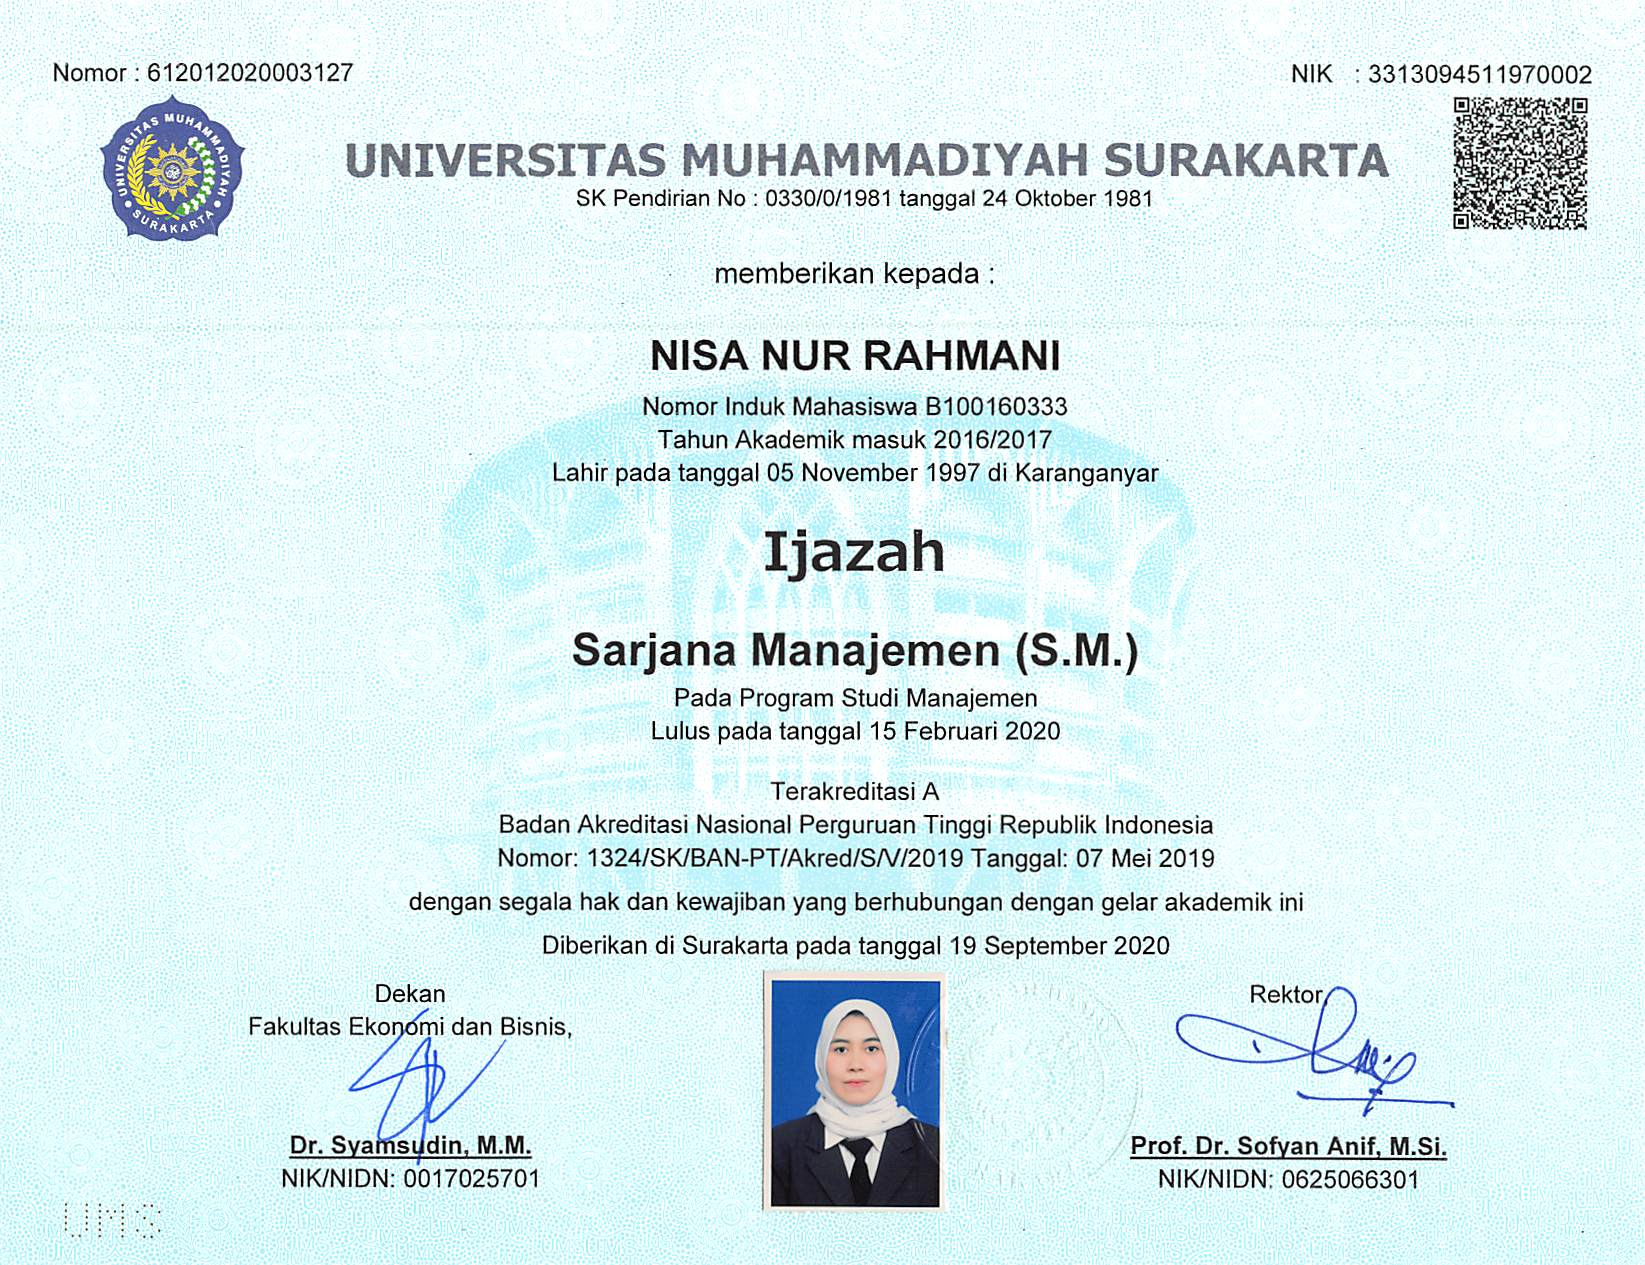 Nomor : 612012020003127
NIK : 3313094511970002
UNIVERSITAS MUHAMMADIYAH SURAKARTA
UNIVERSITAS MUHAMMADIYAH SURAKARTA
SK Pendirian No : 0330/0/1981 tanggal 24 Oktober 1981
memberikan kepada :
NISA NUR RAHMANI
Nomor Induk Mahasiswa B100160333
Tahun Akademik masuk 2016/2017
Lahir pada tanggal 05 November 1997 di Karanganyar
Ijazah
Sarjana Manajemen (S.M.)
Pada Program Studi Manajemen
Lulus pada tanggal 15 Februari 2020
Terakreditasi A
Badan Akreditasi Nasional Perguruan Tinggi Republik Indonesia
Nomor: 1324/SK/BAN-PT/Akred/S/V/2019 Tanggal: 07 Mei 2019
dengan segala hak dan kewajiban yang berhubungan dengan gelar akademik ini
Diberikan di Surakarta pada tanggal 19 September 2020
Dekan
Fakultas Ekonomi dan Bisnis,
Dr. Syamsudin, M.M.
NIK/NIDN: 0017025701
Rektor,
Prof. Dr. Sofyan Anif, M.Si.
NIK/NIDN: 0625066301
UMS